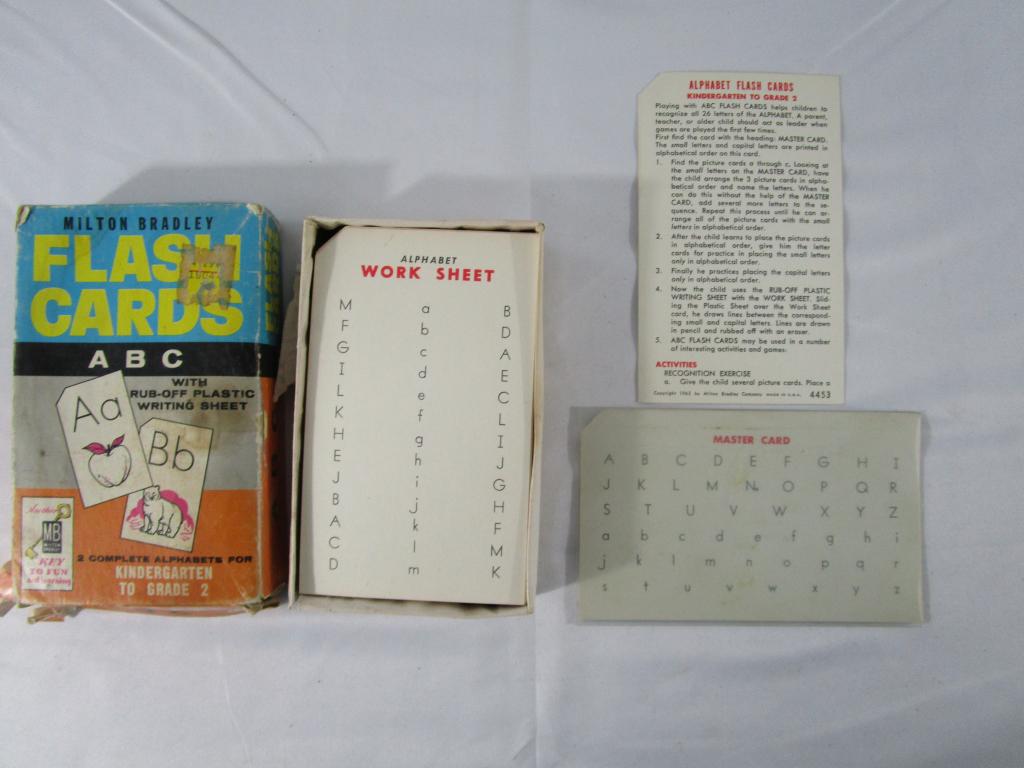 MILTON BRADLEY
FLASH
CARDS
ABC
WITH
RUB-OFF PLASTIC
WRITING SHEET
Aa
Bb
Another
MB
KEY
TO FUN
and learning
2 COMPLETE ALPHABETS FOR
KINDERGARTEN
TO GRADE 2
ALPHABET
WORK SHEET
M a B
F b D
G c A
I d E
L e C
K f L
H g I
E h J
J i G
B j H
A k F
C l M
D m K
ALPHABET FLASH CARDS
KINDERGARTEN TO GRADE 2
Playing with ABC FLASH CARDS helps children to
recognize all 26 letters of the ALPHABET. A parent,
teacher, or older child should act as leader when
games are played the first few times.
First find the card with the heading: MASTER CARD.
The small letters and capital letters are printed in
alphabetical order on this card.
1. Find the picture cards a through c. Looking at
the small letters on the MASTER CARD, have
the child arrange the 3 picture cards in alpha-
betical order and name the letters. When he
can do this without the help of the MASTER
CARD, add several more letters to the se-
quence. Repeat this process until he can ar-
range all of the picture cards with the small
letters in alphabetical order.
2. After the child learns to place the picture cards
in alphabetical order, give him the letter
cards for practice in placing the small letters
only in alphabetical order.
3. Finally he practices placing the capital letters
only in alphabetical order.
4. Now the child uses the RUB-OFF PLASTIC
WRITING SHEET with the WORK SHEET. Slid-
ing the Plastic Sheet over the Work Sheet
card, he draws lines between the correspond-
ing small and capital letters. Lines are drawn
in pencil and rubbed off with an eraser.
5. ABC FLASH CARDS may be used in a number
of interesting activities and games:
ACTIVITIES
RECOGNITION EXERCISE
a. Give the child several picture cards. Place a
Copyright 1963 by Milton Bradley Company MADE IN U.S.A. 4453
MASTER CARD
A B C D E F G H I
J K L M N O P Q R
S T U V W X Y Z
a b c d e f g h i
j k l m n o p q r
s t u v w x y z